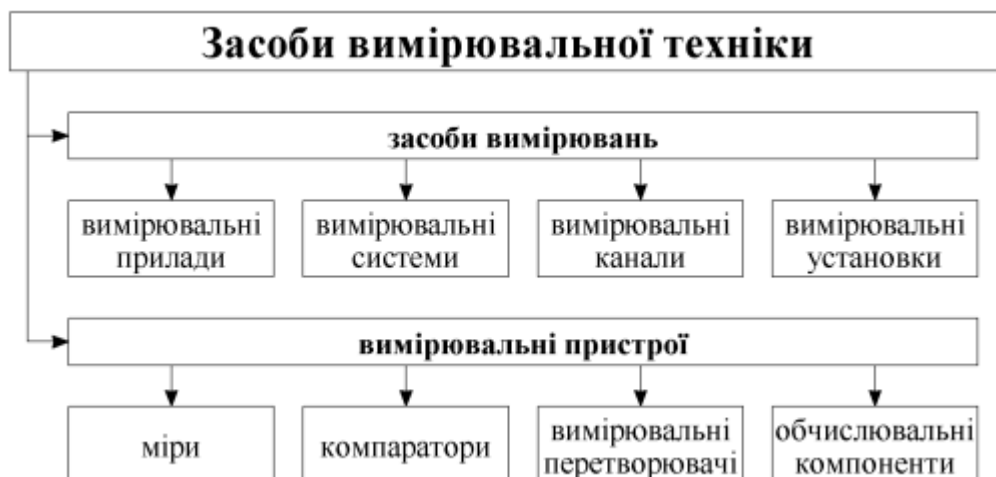 Засоби вимірювальної техніки
засоби вимірювань
вимірювальні
прилади
вимірювальні
системи
вимірювальні
канали
вимірювальні
установки
вимірювальні пристрої
міри
компаратори
вимірювальні
перетворювачі
обчислювальні
компоненти